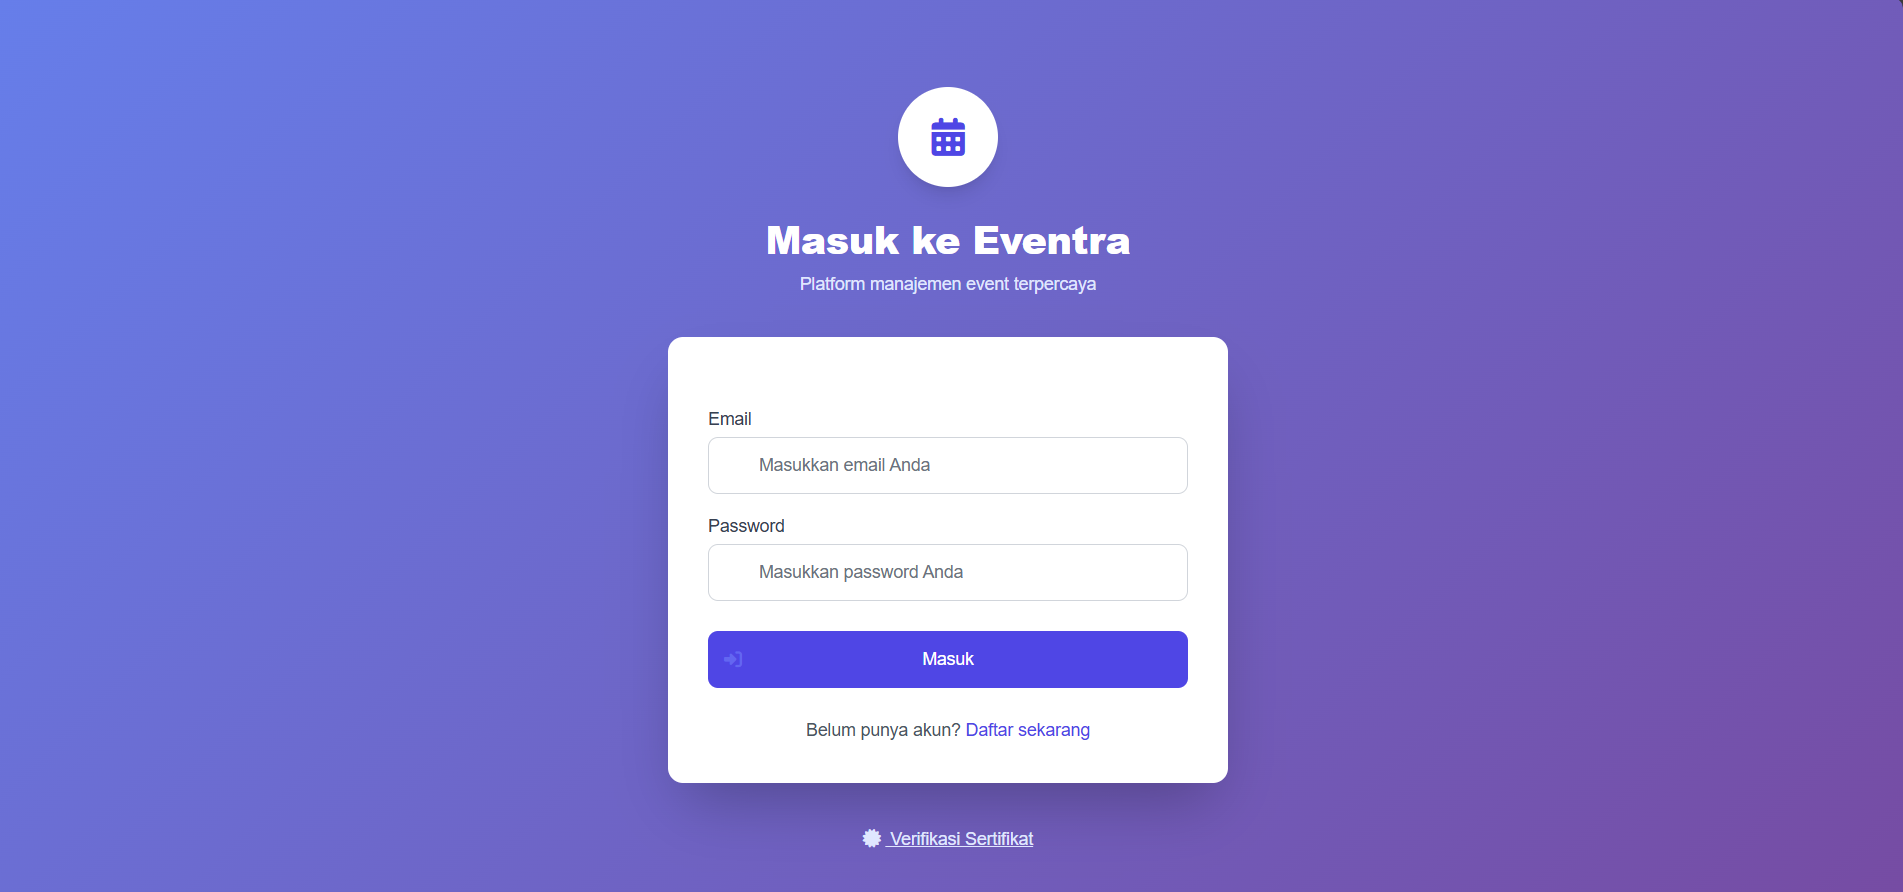 Masuk ke Eventra
Platform manajemen event terpercaya
Email
Masukkan email Anda
Password
Masukkan password Anda
Masuk
Belum punya akun? Daftar sekarang
Verifikasi Sertifikat